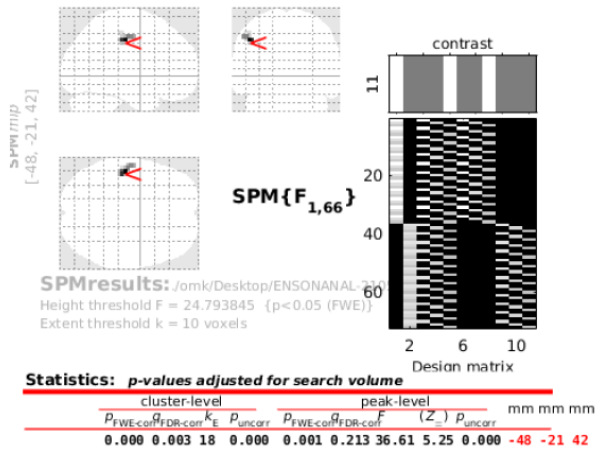 contrast
11
SPMmip
[-48, -21, 42]
SPM{F1,66}
20
40
60
2 6 10
Design matrix
SPMresults: ./omk/Desktop/ENSONANAL-
Height threshold F = 24.793845 {p<0.05 (FWE)}
Extent threshold k = 10 voxels
Statistics: p-values adjusted for search volume
cluster-level peak-level mm mm mm
pFWE-corr qFDR-corr kE puncorr pFWE-corr qFDR-corr F (Z≡) puncorr
0.000 0.003 18 0.000 0.001 0.213 36.61 5.25 0.000 -48 -21 42